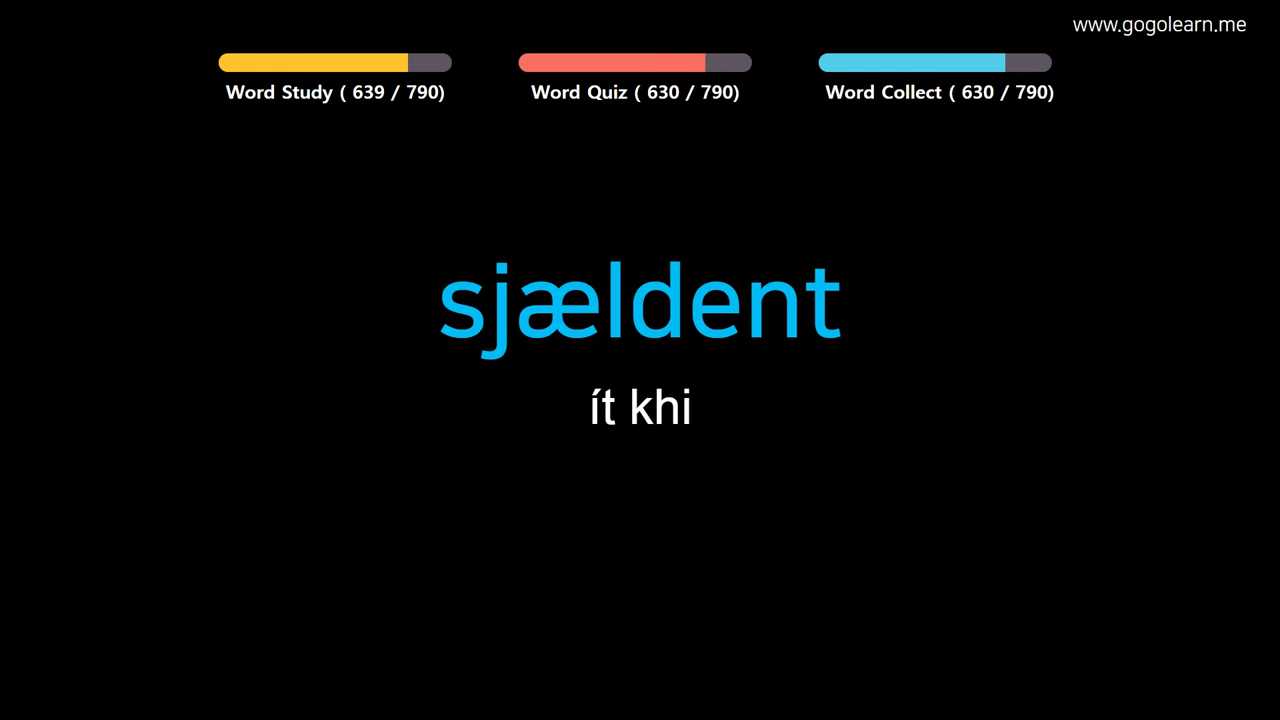 www.gogolearn.me
Word Study ( 639 / 790)
Word Quiz ( 630 / 790)
Word Collect ( 630 / 790)
sjældent
ít khi